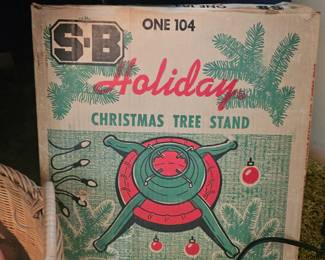 ONE 104
S-B
Holiday
CHRISTMAS TREE STAND